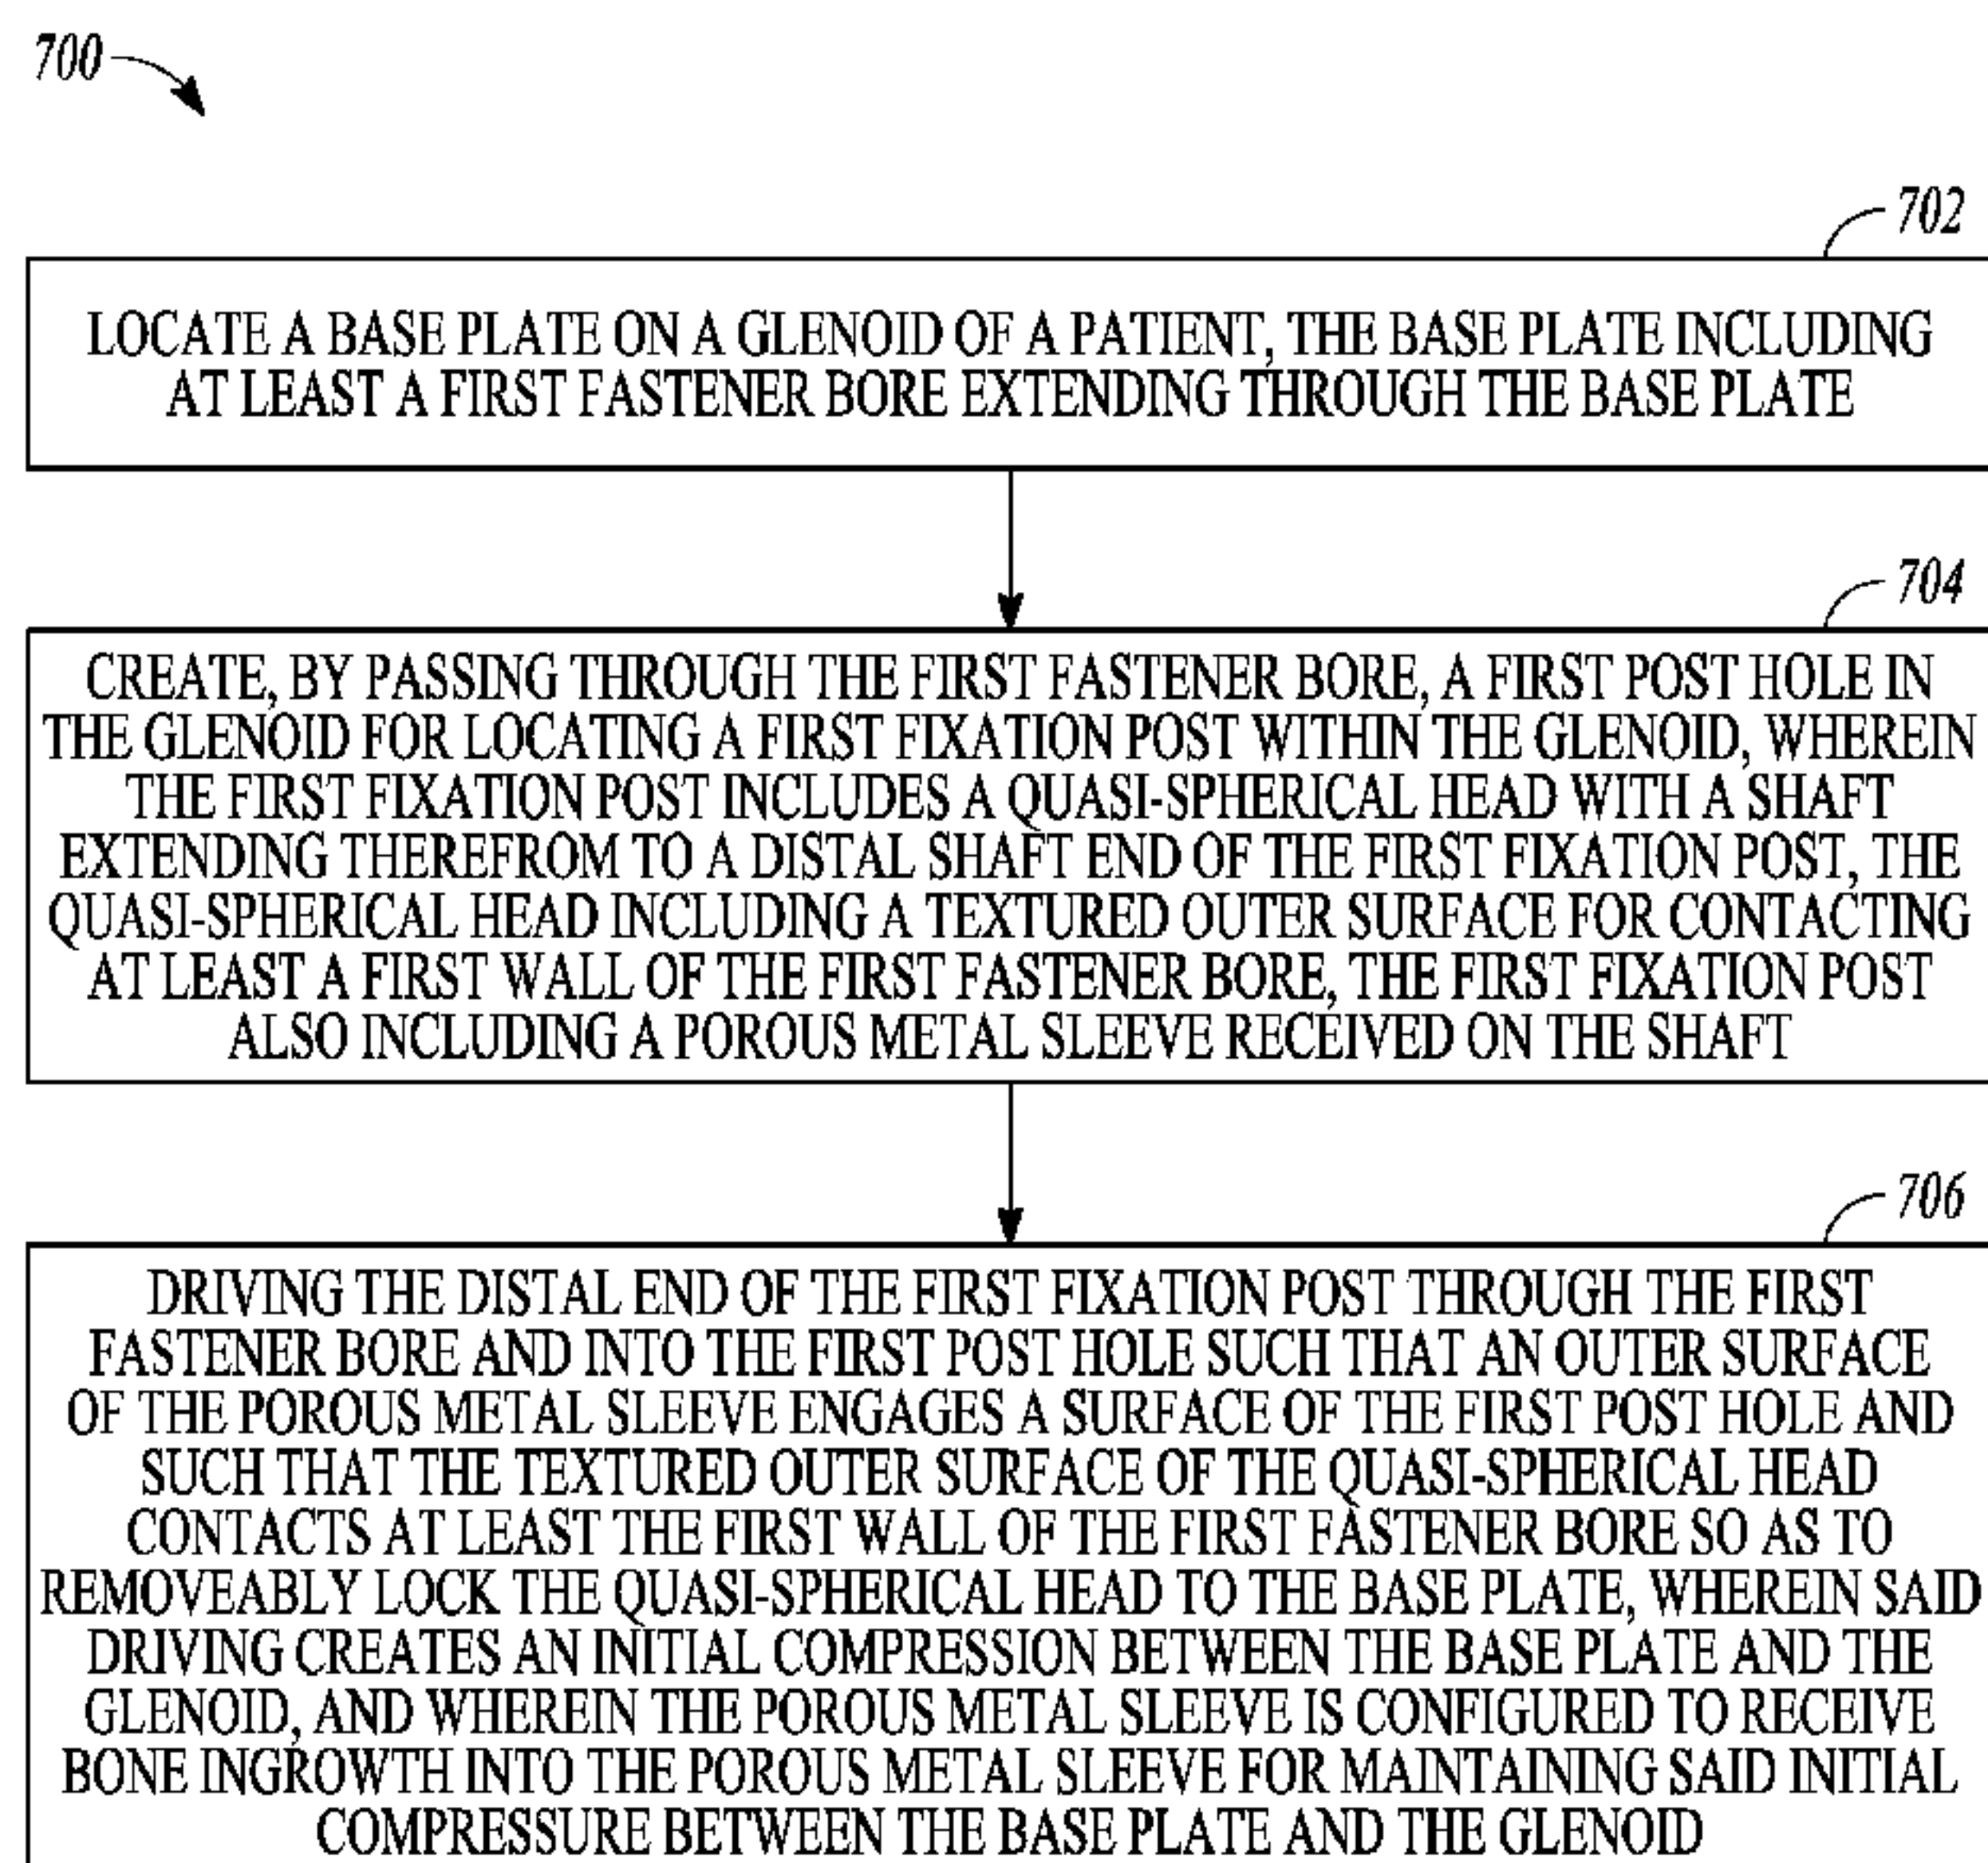 700
702
LOCATE A BASE PLATE ON A GLENOID OF A PATIENT, THE BASE PLATE INCLUDING
AT LEAST A FIRST FASTENER BORE EXTENDING THROUGH THE BASE PLATE
704
CREATE, BY PASSING THROUGH THE FIRST FASTENER BORE, A FIRST POST HOLE IN
THE GLENOID FOR LOCATING A FIRST FIXATION POST WITHIN THE GLENOID, WHEREIN
THE FIRST FIXATION POST INCLUDES A QUASI-SPHERICAL HEAD WITH A SHAFT
EXTENDING THEREFROM TO A DISTAL SHAFT END OF THE FIRST FIXATION POST, THE
QUASI-SPHERICAL HEAD INCLUDING A TEXTURED OUTER SURFACE FOR CONTACTING
AT LEAST A FIRST WALL OF THE FIRST FASTENER BORE, THE FIRST FIXATION POST
ALSO INCLUDING A POROUS METAL SLEEVE RECEIVED ON THE SHAFT
706
DRIVING THE DISTAL END OF THE FIRST FIXATION POST THROUGH THE FIRST
FASTENER BORE AND INTO THE FIRST POST HOLE SUCH THAT AN OUTER SURFACE
OF THE POROUS METAL SLEEVE ENGAGES A SURFACE OF THE FIRST POST HOLE AND
SUCH THAT THE TEXTURED OUTER SURFACE OF THE QUASI-SPHERICAL HEAD
CONTACTS AT LEAST THE FIRST WALL OF THE FIRST FASTENER BORE SO AS TO
REMOVEABLY LOCK THE QUASI-SPHERICAL HEAD TO THE BASE PLATE, WHEREIN SAID
DRIVING CREATES AN INITIAL COMPRESSION BETWEEN THE BASE PLATE AND THE
GLENOID, AND WHEREIN THE POROUS METAL SLEEVE IS CONFIGURED TO RECEIVE
BONE INGROWTH INTO THE POROUS METAL SLEEVE FOR MAINTAINING SAID INITIAL
COMPRESSURE BETWEEN THE BASE PLATE AND THE GLENOID